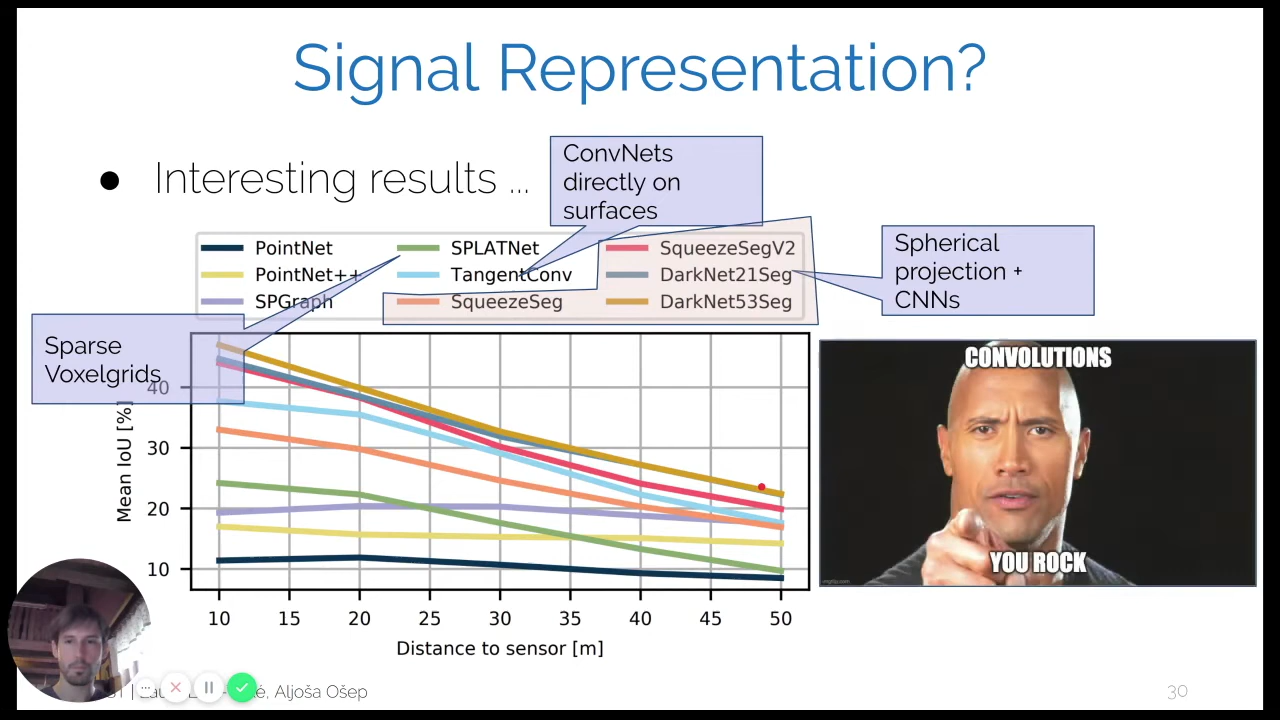 Signal Representation?
● Interesting results ...
ConvNets
directly on
surfaces
Spherical
projection +
CNNs
Sparse
Voxelgrids
PointNet
PointNet++
SPGraph
SPLATNet
TangentConv
SqueezeSeg
SqueezeSegV2
DarkNet21Seg
DarkNet53Seg
Mean IoU [%]
40
30
20
10
10 15 20 25 30 35 40 45 50
Distance to sensor [m]
CONVOLUTIONS
YOU ROCK
imgflip.com
Aljoša Ošep
30